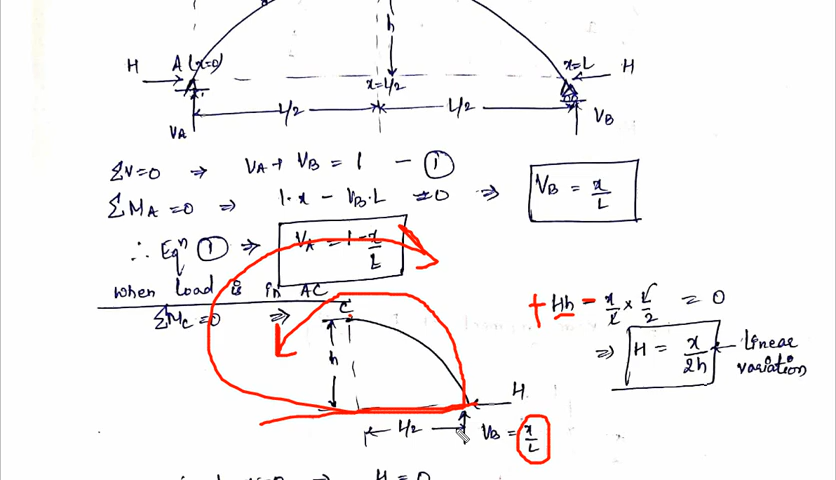 h
H A (x=0) x=L H
x=L/2
L/2 L/2
VA VB
ΣV=0 ⇒ VA + VB = 1 — ①
ΣMA = 0 ⇒ 1·x − VB·L = 0 ⇒ VB = x/L
∴ Eqⁿ ① ⇒ VA = 1 − x/L
when load is in AC
ΣMC = 0 ⇒ C + Hh − x/L × L/2 = 0
h ⇒ H = x/2h ← linear variation
H
L/2 VB = x/L
⇒ H = 0